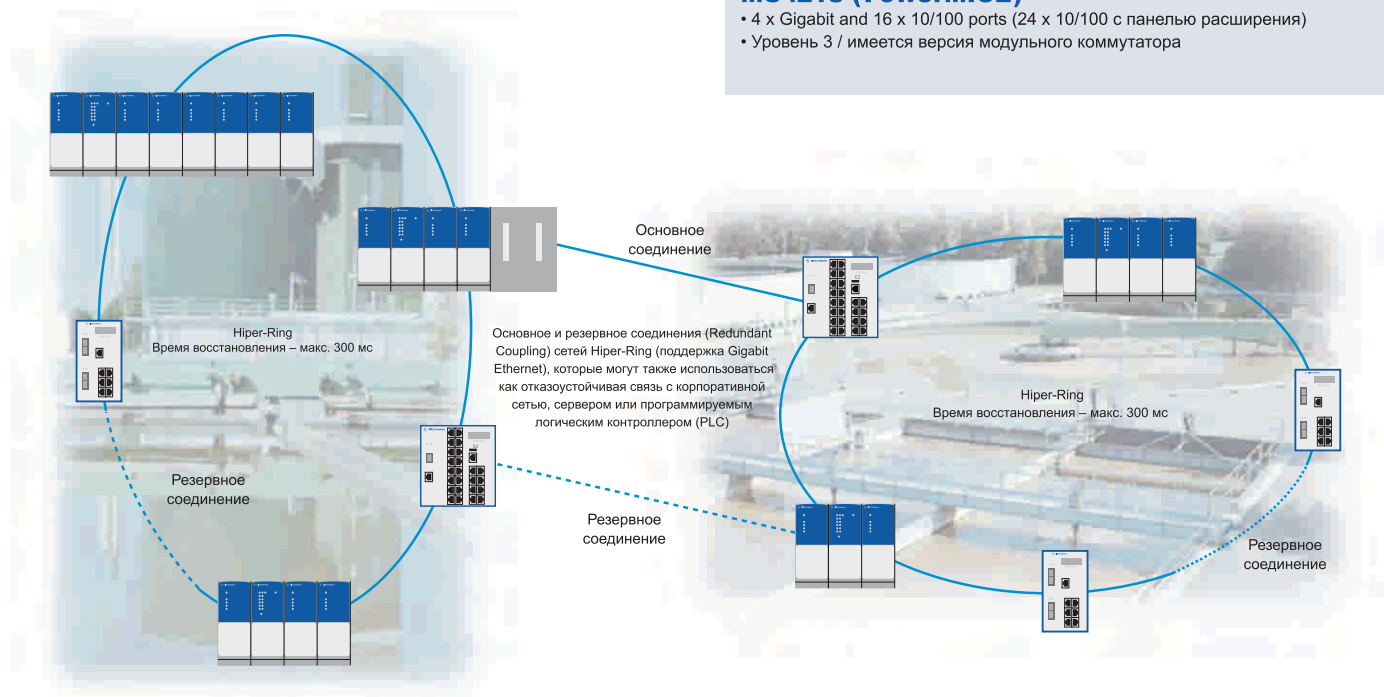 • 4 x Gigabit and 16 x 10/100 ports (24 x 10/100 с панелью расширения)
• Уровень 3 / имеется версия модульного коммутатора
Основное
соединение
Hiper-Ring
Время восстановления – макс. 300 мс
Основное и резервное соединения (Redundant
Coupling) сетей Hiper-Ring (поддержка Gigabit
Ethernet), которые могут также использоваться
как отказоустойчивая связь с корпоративной
сетью, сервером или программируемым
логическим контроллером (PLC)
Hiper-Ring
Время восстановления – макс. 300 мс
Резервное
соединение
Резервное
соединение
Резервное
соединение